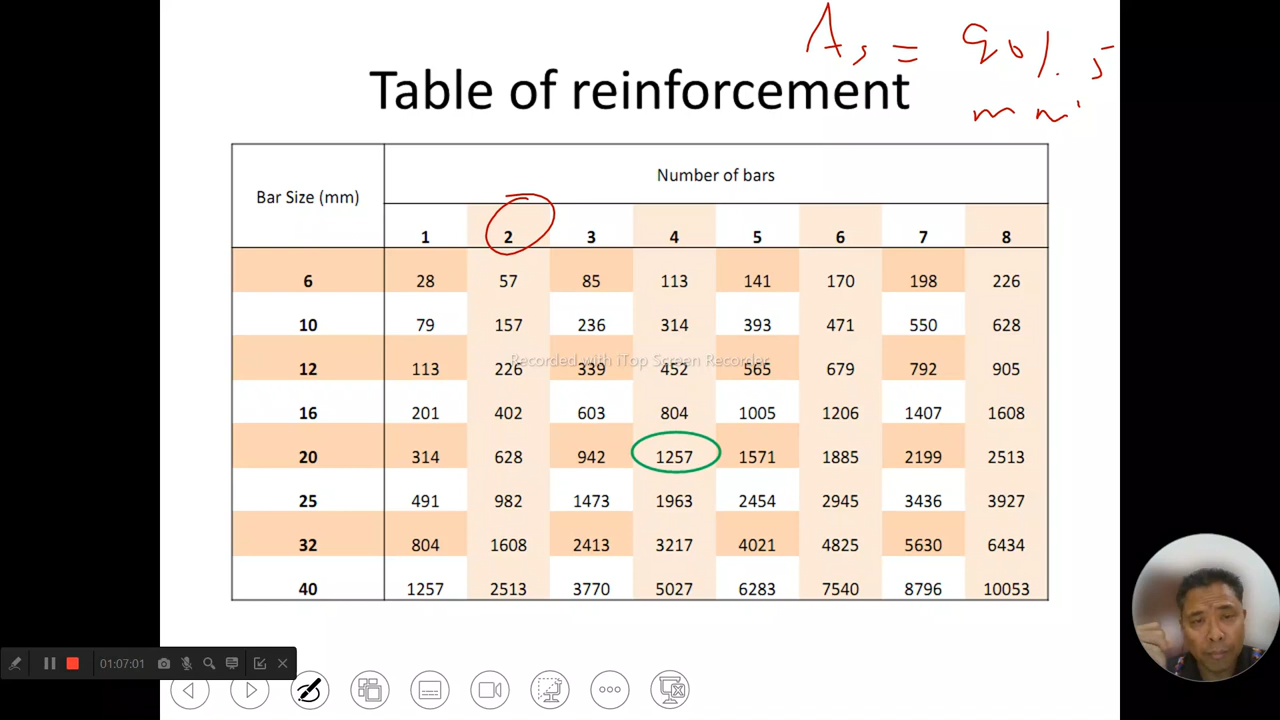 As = 901.5
Table of reinforcement
mm²
Bar Size (mm) Number of bars
1 2 3 4 5 6 7 8
6 28 57 85 113 141 170 198 226
10 79 157 236 314 393 471 550 628
Recorded with iTop Screen Recorder
12 113 226 339 452 565 679 792 905
16 201 402 603 804 1005 1206 1407 1608
20 314 628 942 1257 1571 1885 2199 2513
25 491 982 1473 1963 2454 2945 3436 3927
32 804 1608 2413 3217 4021 4825 5630 6434
40 1257 2513 3770 5027 6283 7540 8796 10053
01:07:01